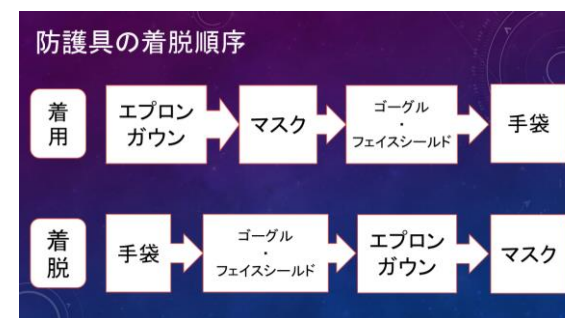 防護具の着脱順序
着
用
エプロン
ガウン
マスク
ゴーグル
・
フェイスシールド
手袋
着
脱
手袋
ゴーグル
・
フェイスシールド
エプロン
ガウン
マスク